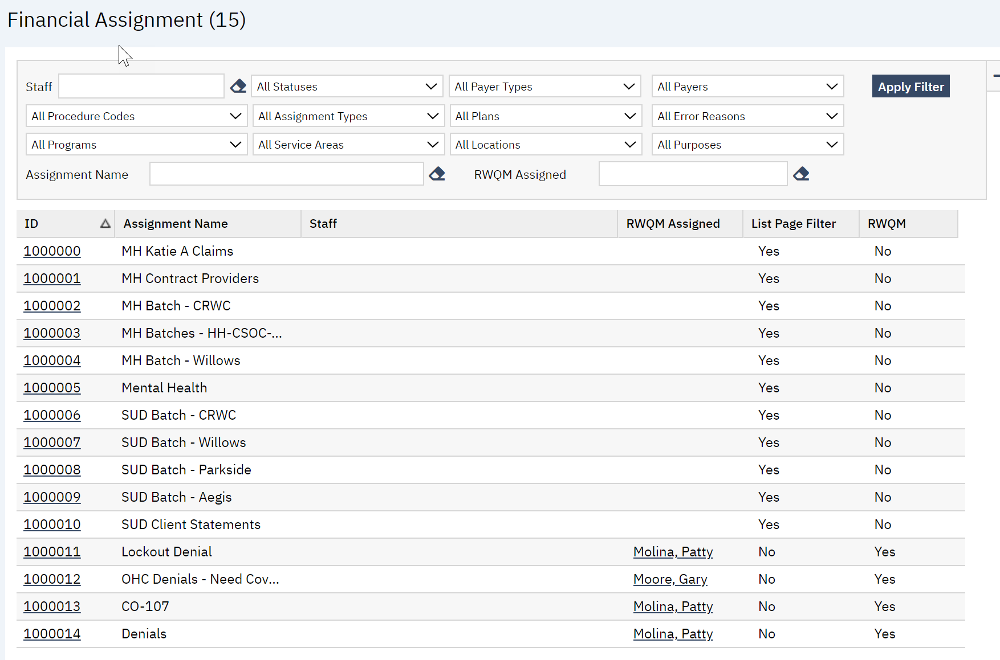 Financial Assignment (15)
Staff All Statuses All Payer Types All Payers Apply Filter
All Procedure Codes All Assignment Types All Plans All Error Reasons
All Programs All Service Areas All Locations All Purposes
Assignment Name RWQM Assigned
ID Assignment Name Staff RWQM Assigned List Page Filter RWQM
1000000 MH Katie A Claims Yes No
1000001 MH Contract Providers Yes No
1000002 MH Batch - CRWC Yes No
1000003 MH Batches - HH-CSOC-... Yes No
1000004 MH Batch - Willows Yes No
1000005 Mental Health Yes No
1000006 SUD Batch - CRWC Yes No
1000007 SUD Batch - Willows Yes No
1000008 SUD Batch - Parkside Yes No
1000009 SUD Batch - Aegis Yes No
1000010 SUD Client Statements Yes No
1000011 Lockout Denial Molina, Patty No Yes
1000012 OHC Denials - Need Cov... Moore, Gary No Yes
1000013 CO-107 Molina, Patty No Yes
1000014 Denials Molina, Patty No Yes